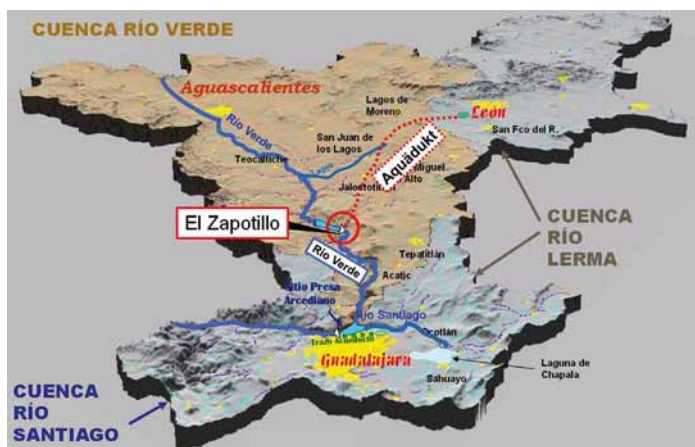 CUENCA RÍO VERDE
Aguascalientes
Lagos de
Moreno
León
Río Verde
San Juan de
los Lagos
San Fco del R.
Teocaltiche
Aquädukt
Miguel
Alto
El Zapotillo
CUENCA
RÍO
LERMA
Río Verde
Tepatitlán
Acatic
Sitio Presa
Arcediano
Río Santiago
Ocotlán
Guadalajara
Laguna de
Chapala
Sahuayo
CUENCA
RÍO
SANTIAGO